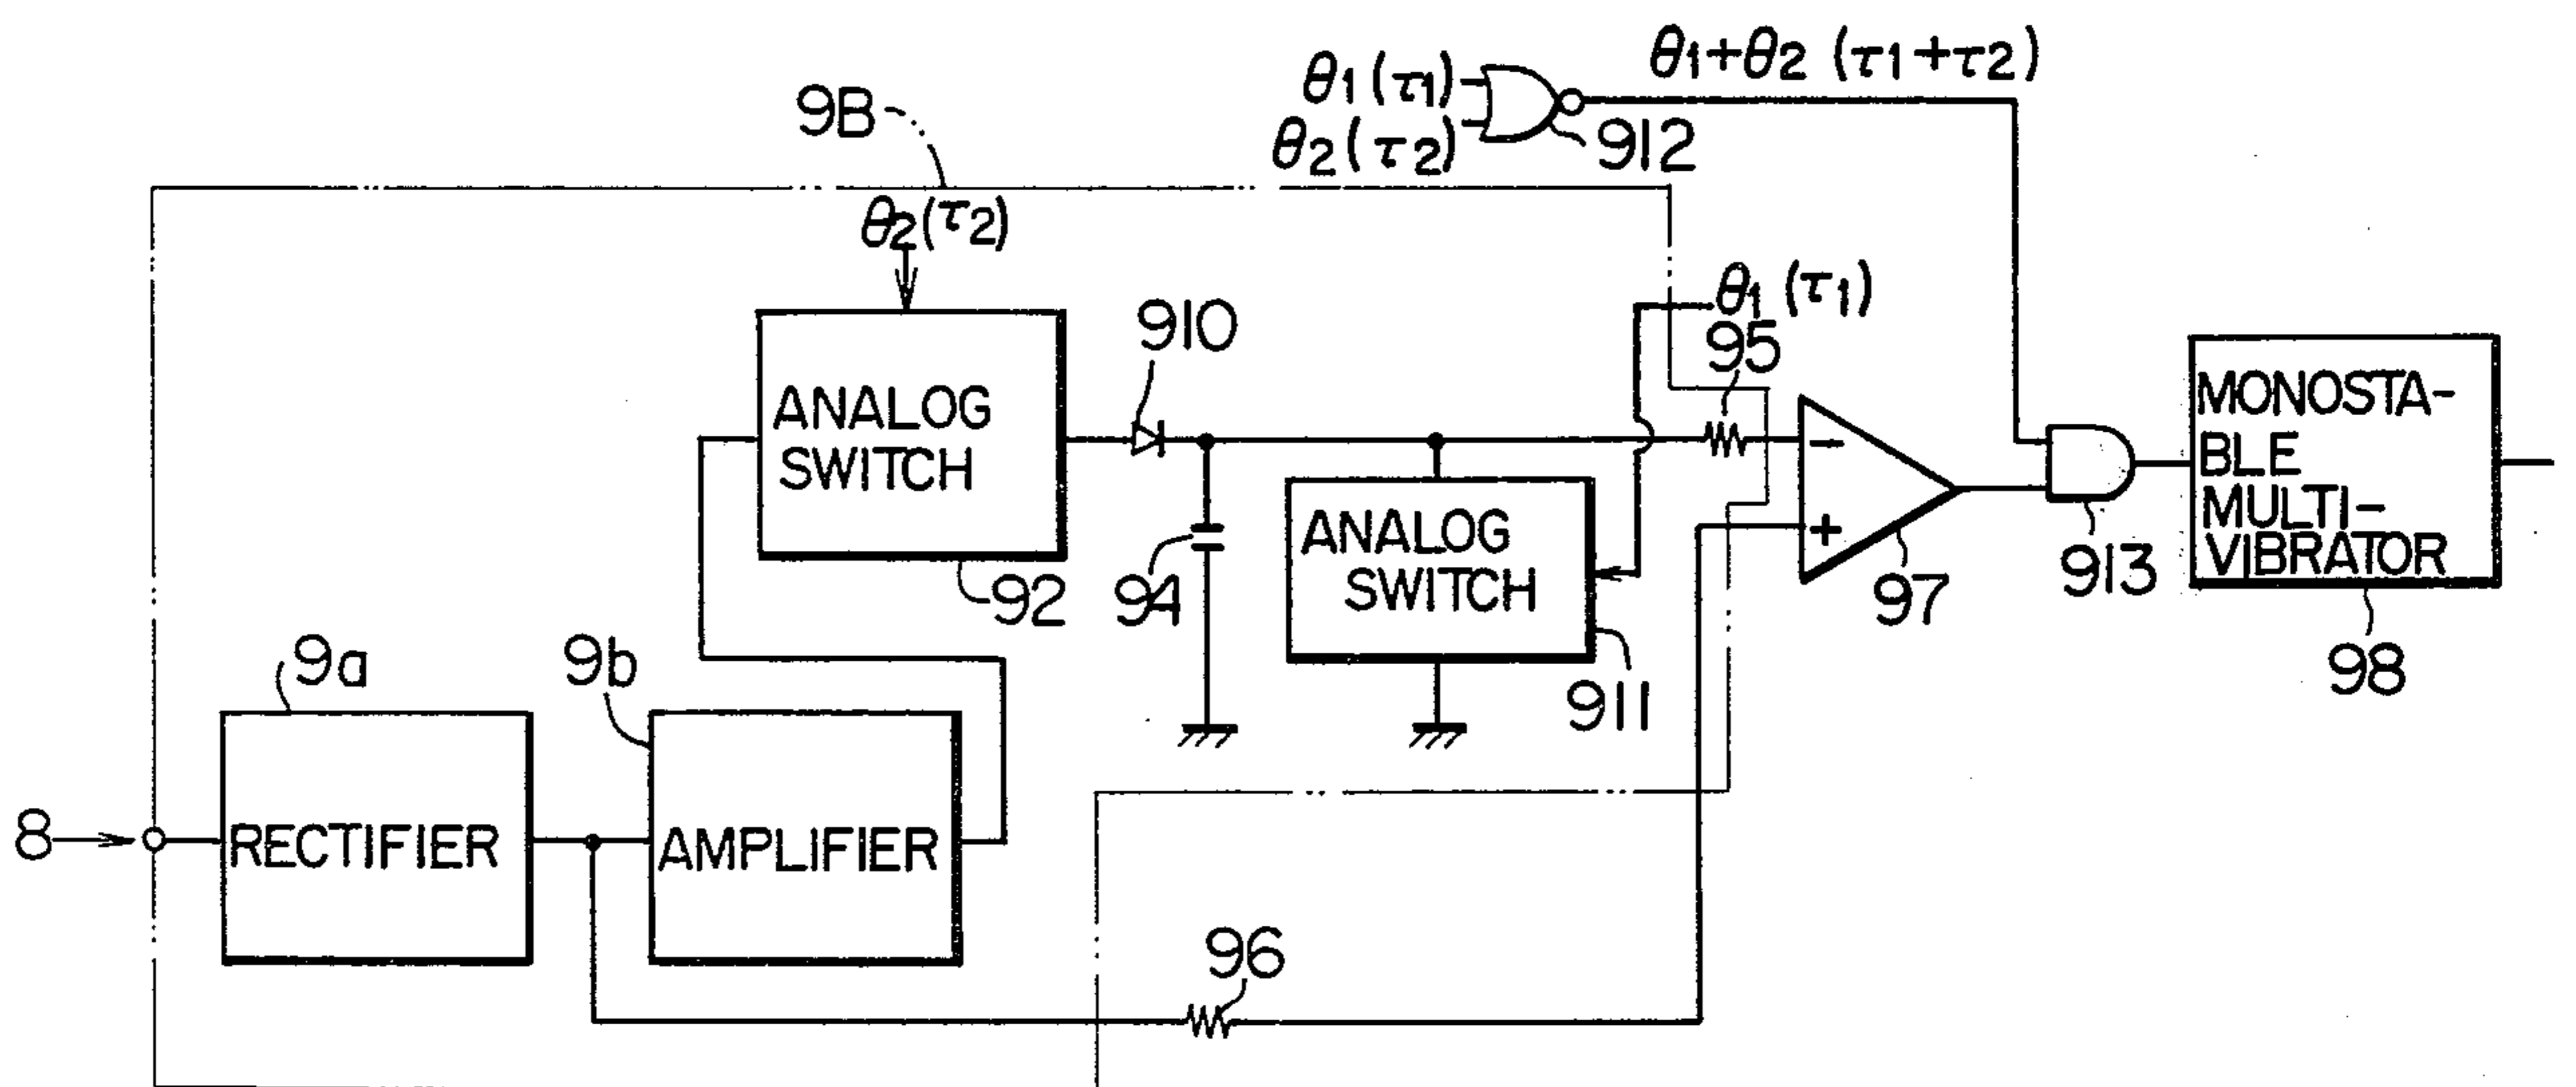 θ1+θ2 (τ1+τ2)
θ1 (τ1)
θ2 (τ2)
912
9B
θ2(τ2)
θ1 (τ1)
95
910
ANALOG
SWITCH
92
94
ANALOG
SWITCH
911
97
913
MONOSTA-
BLE
MULTI-
VIBRATOR
98
9a
9b
8
RECTIFIER
AMPLIFIER
96